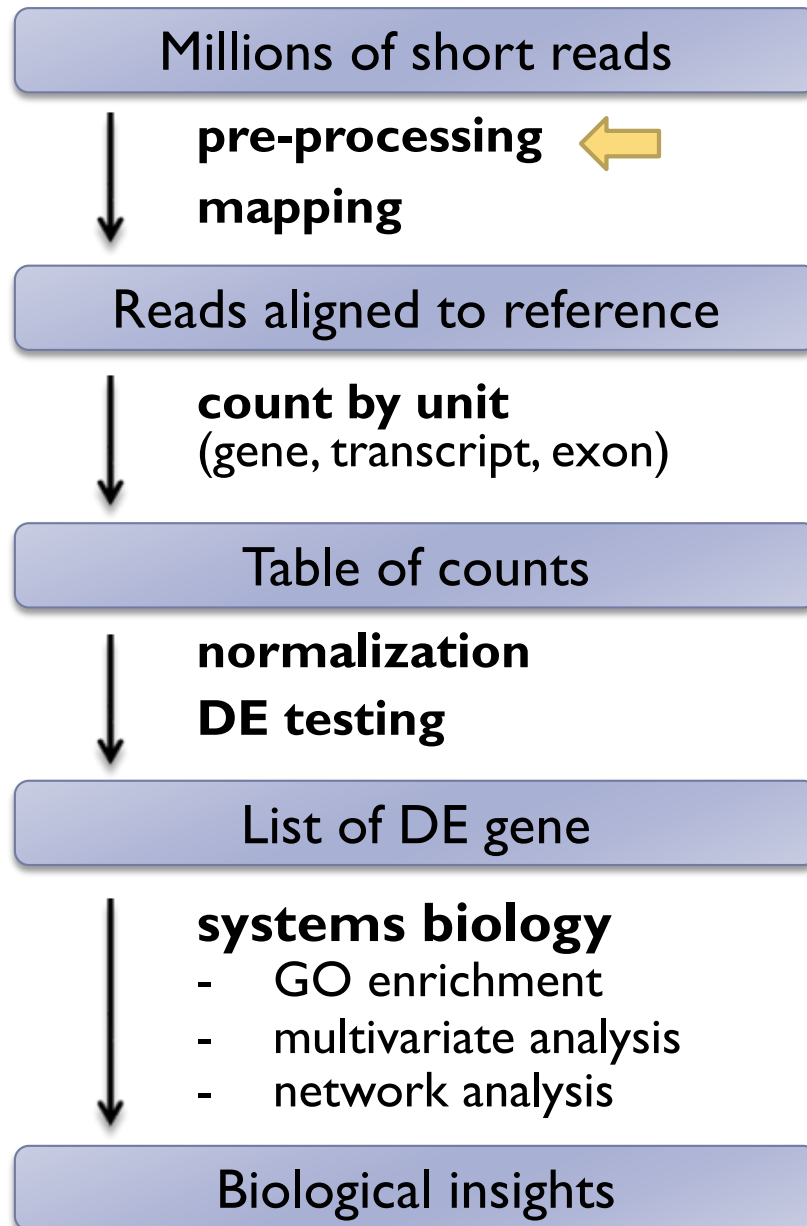 Millions of short reads
pre-processing
mapping
Reads aligned to reference
count by unit
(gene, transcript, exon)
Table of counts
normalization
DE testing
List of DE gene
systems biology
- GO enrichment
- multivariate analysis
- network analysis
Biological insights